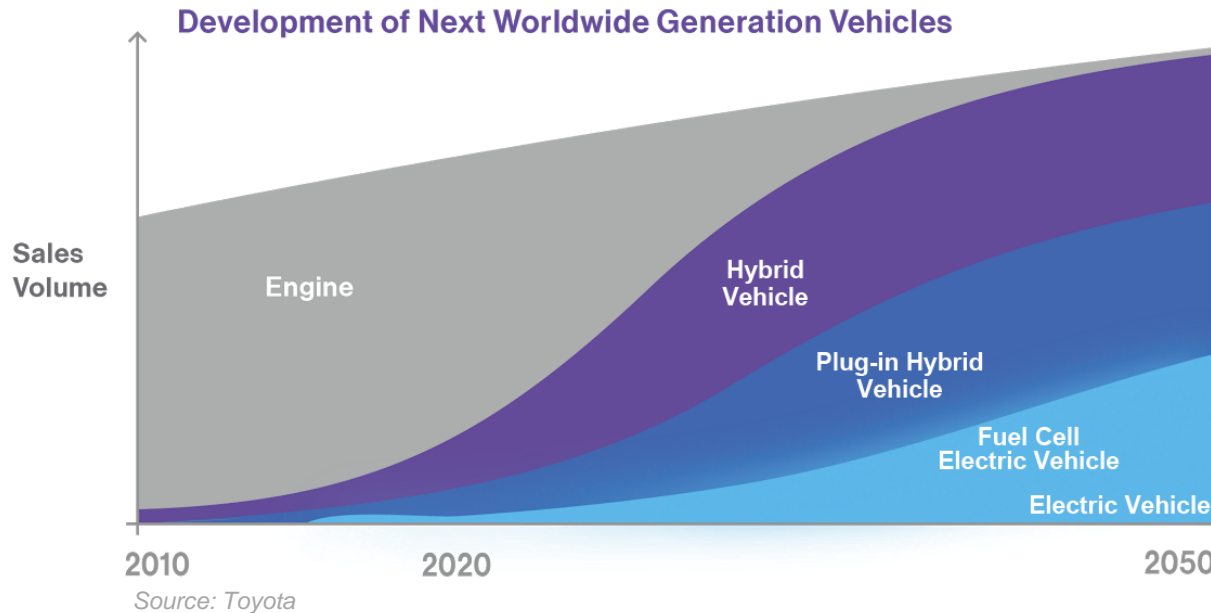 Development of Next Worldwide Generation Vehicles
Sales
Volume
Engine
Hybrid
Vehicle
Plug-in Hybrid
Vehicle
Fuel Cell
Electric Vehicle
Electric Vehicle
2010
2020
2050
Source: Toyota